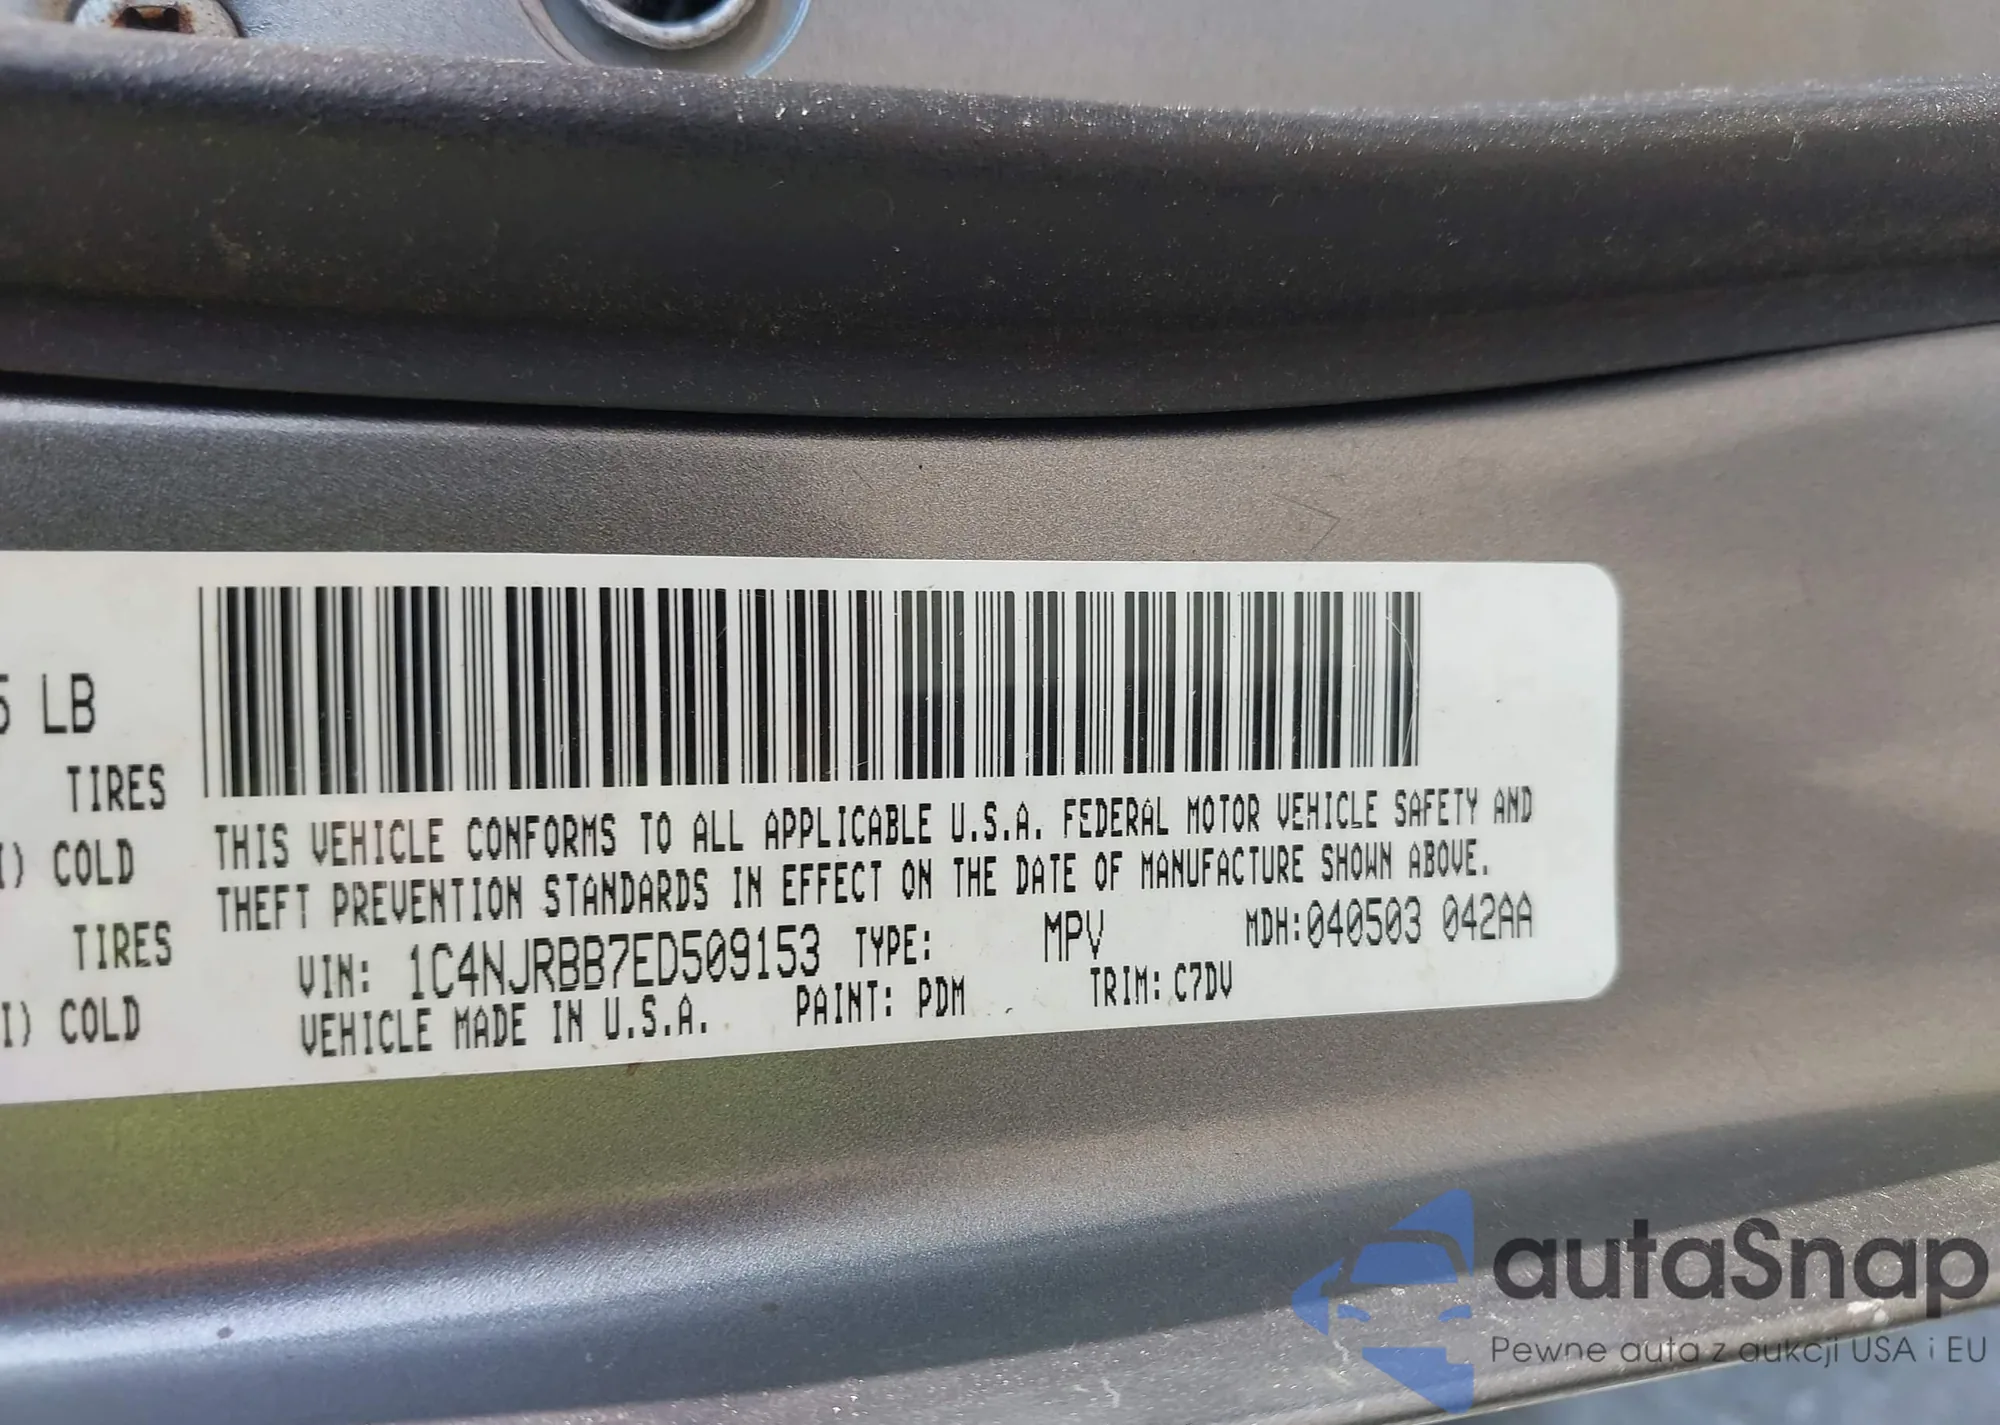 5 LB
TIRES
I) COLD
TIRES
I) COLD
THIS VEHICLE CONFORMS TO ALL APPLICABLE U.S.A. FEDERAL MOTOR VEHICLE SAFETY AND
THEFT PREVENTION STANDARDS IN EFFECT ON THE DATE OF MANUFACTURE SHOWN ABOVE.
VIN: 1C4NJRBB7ED509153 TYPE: MPV MDH:040503 042AA
VEHICLE MADE IN U.S.A. PAINT: PDM TRIM: C7DV
autaSnap
Pewne auta z aukcji USA i EU